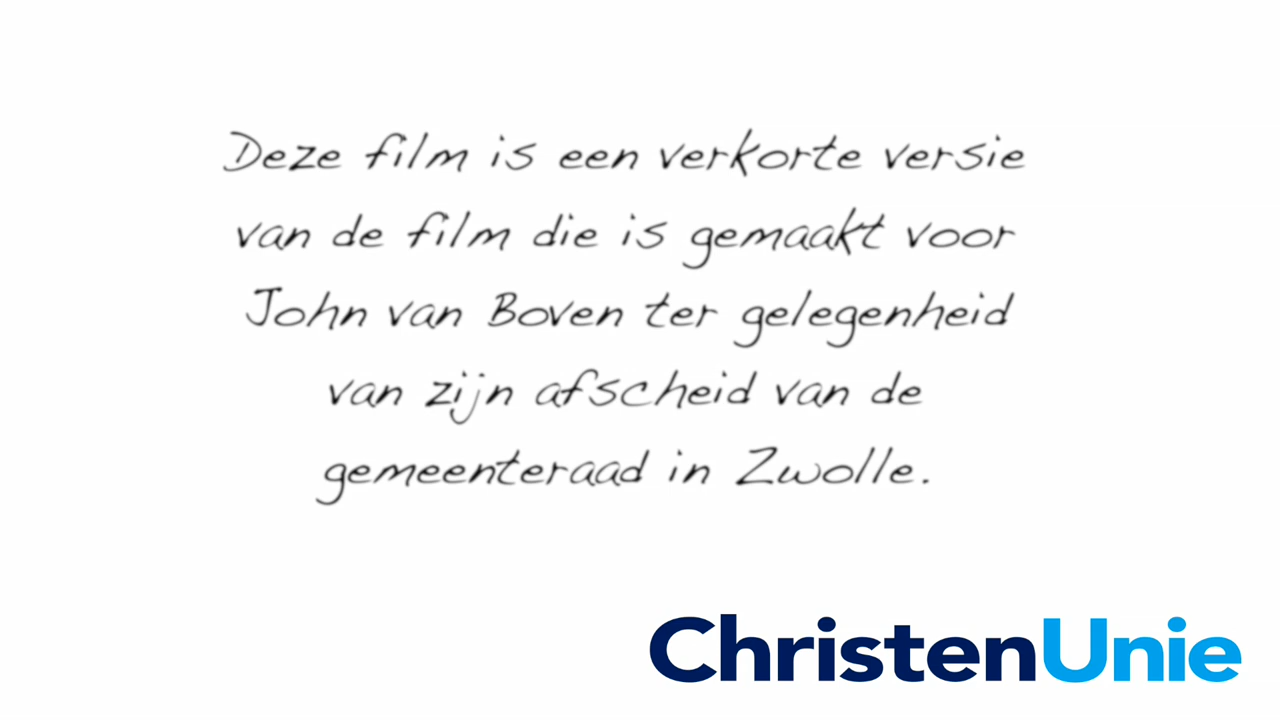 Deze film is een verkorte versie
van de film die is gemaakt voor
John van Boven ter gelegenheid
van zijn afscheid van de
gemeenteraad in Zwolle.
ChristenUnie